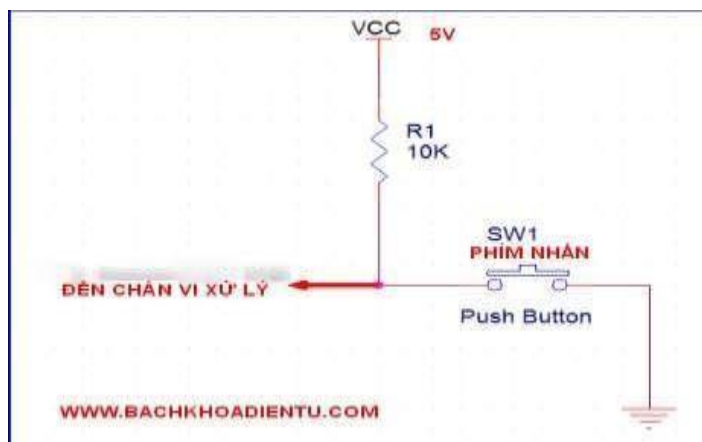 VCC 5V
R1
10K
SW1
PHÍM NHẤN
ĐẾN CHÂN VI XỬ LÝ
Push Button
WWW.BACHKHOADIENTU.COM